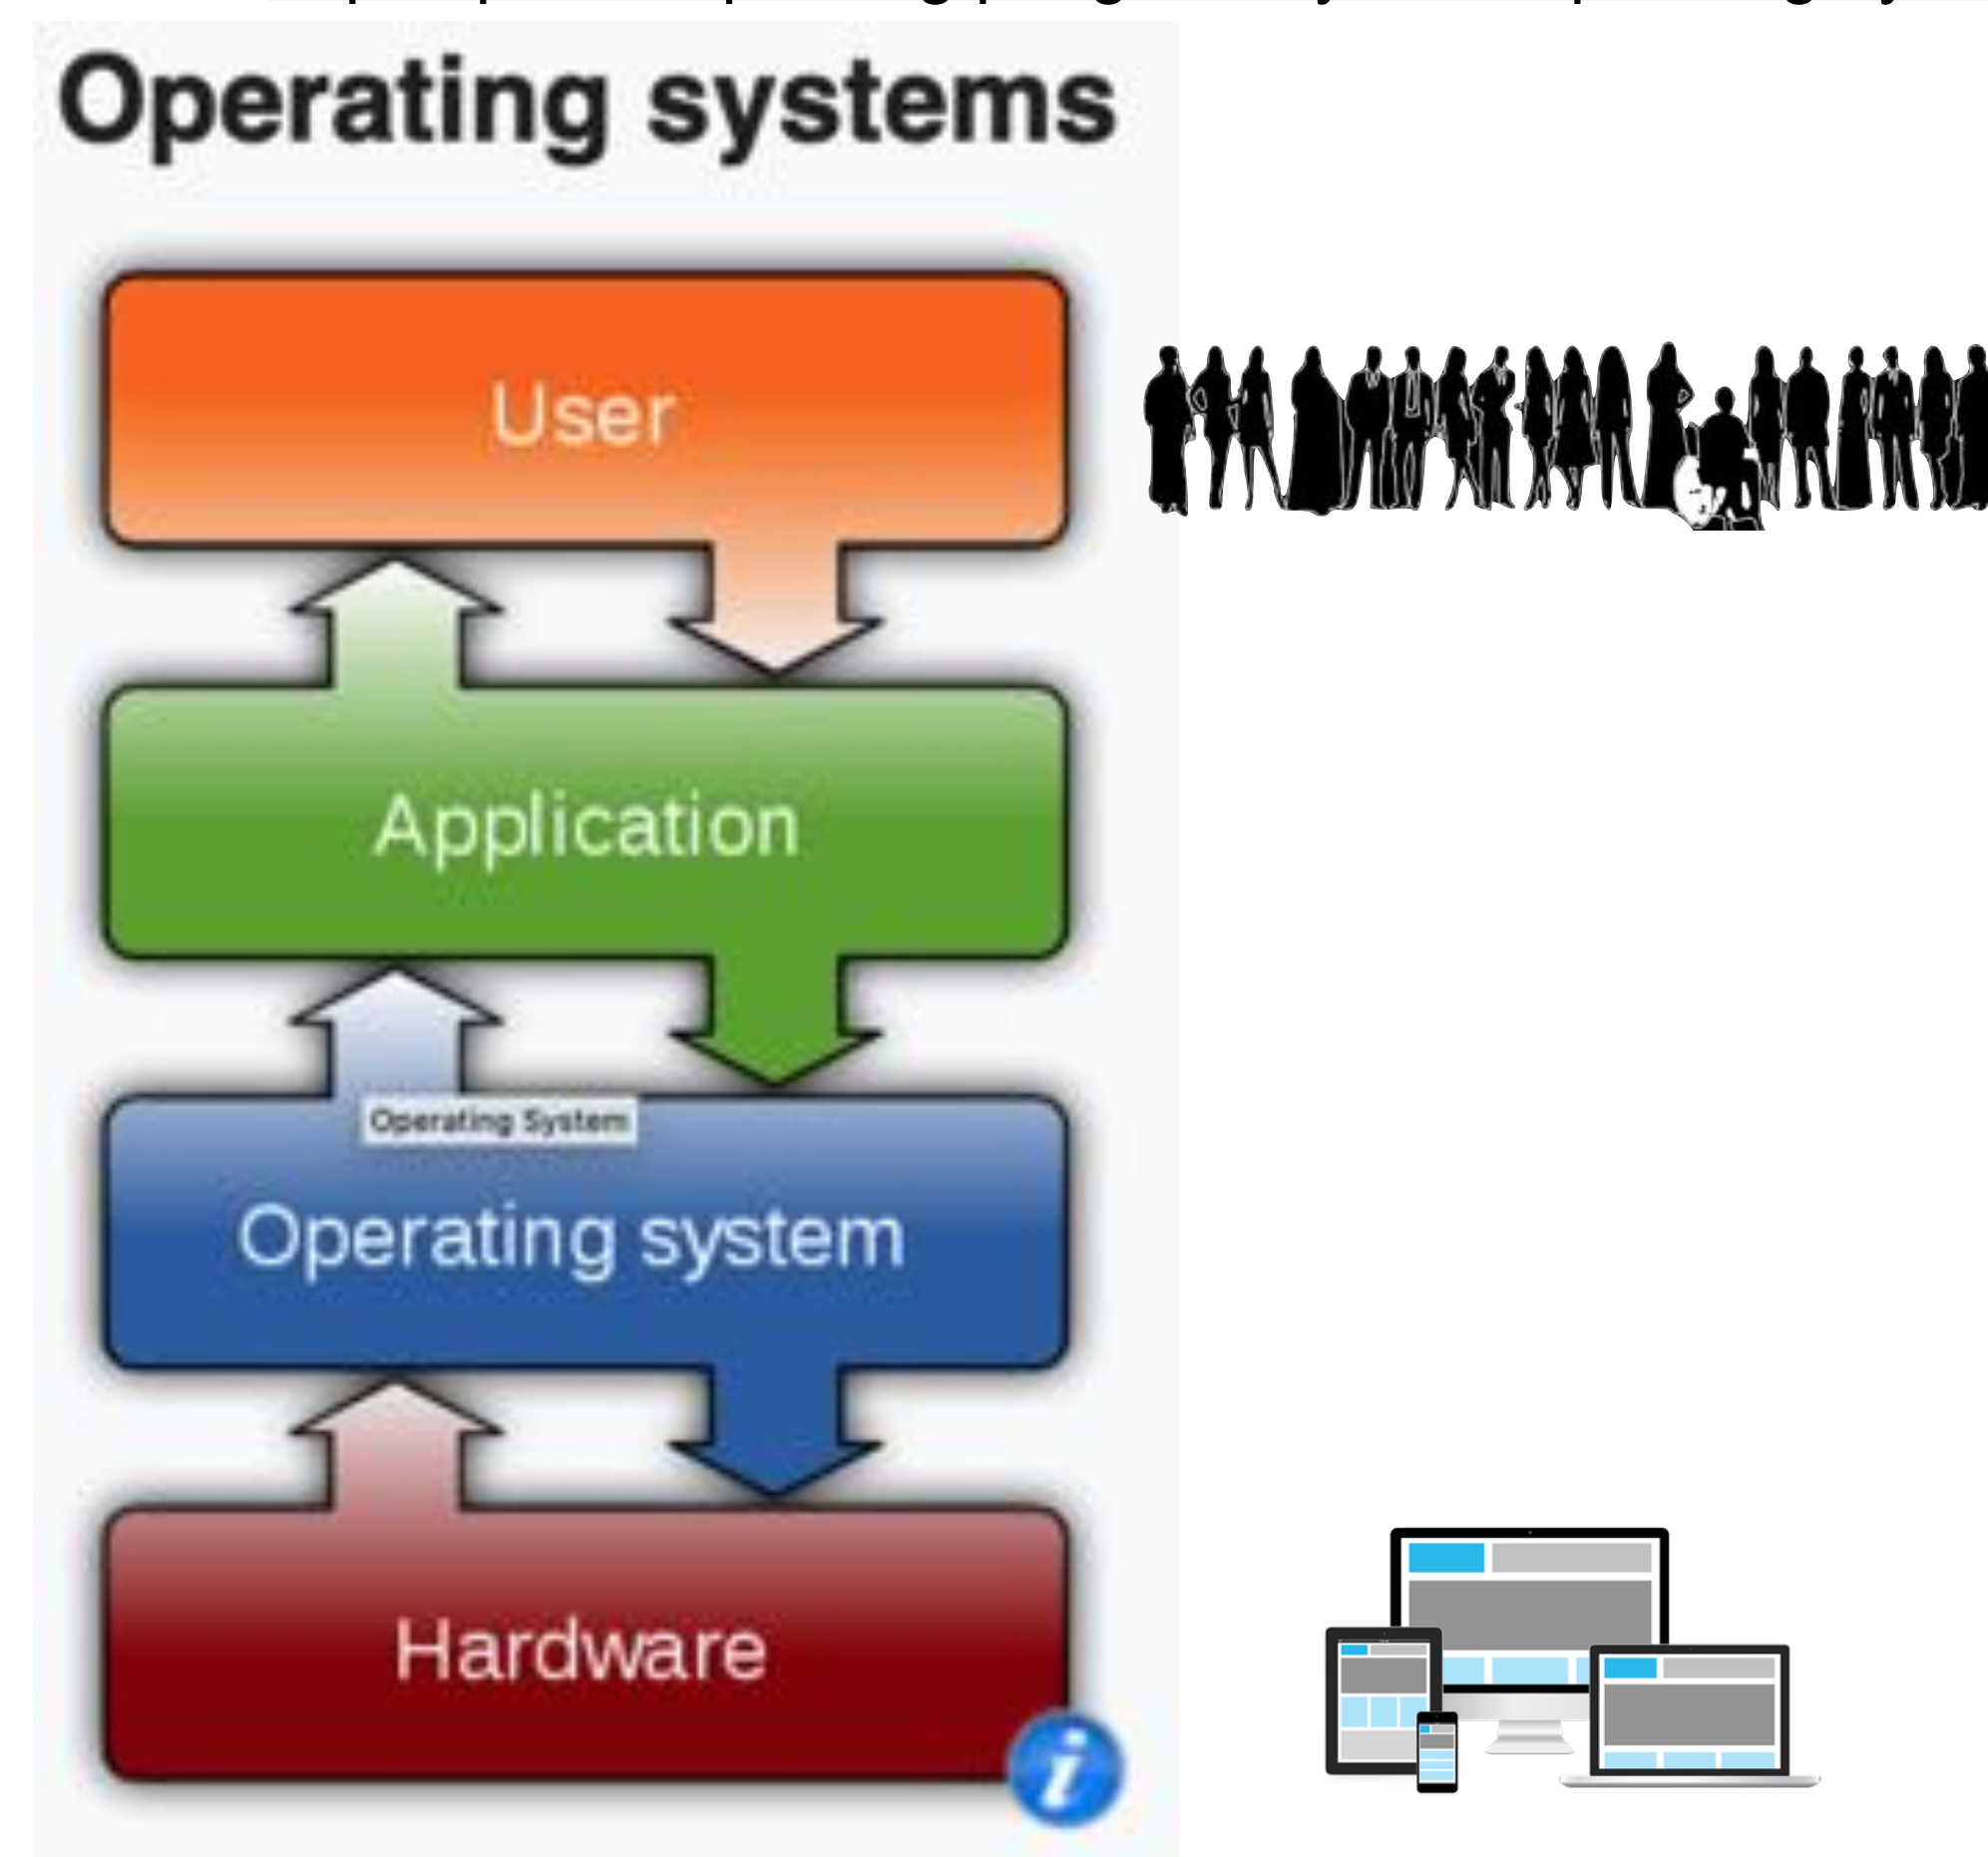 Operating systems
User
Application
Operating System
Operating system
Hardware
i